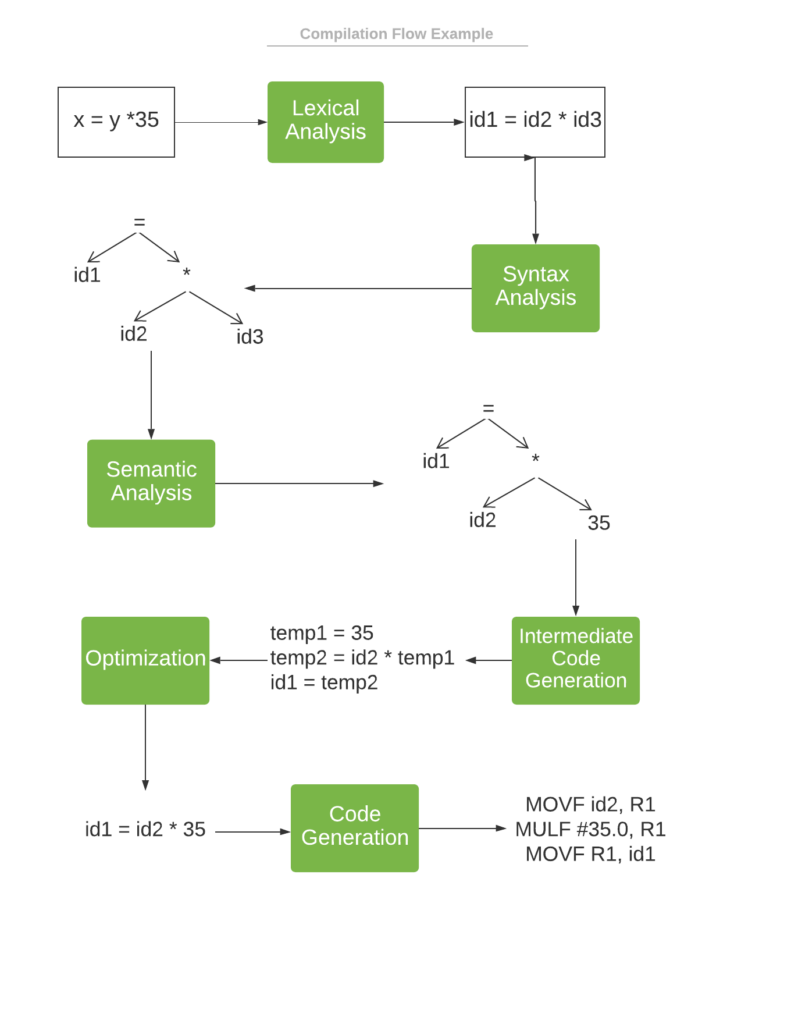 Compilation Flow Example
x = y *35
Lexical
Analysis
id1 = id2 * id3
=
id1
*
id2
id3
Syntax
Analysis
Semantic
Analysis
=
id1
*
id2
35
Intermediate
Code
Generation
temp1 = 35
temp2 = id2 * temp1
id1 = temp2
Optimization
id1 = id2 * 35
Code
Generation
MOVF id2, R1
MULF #35.0, R1
MOVF R1, id1